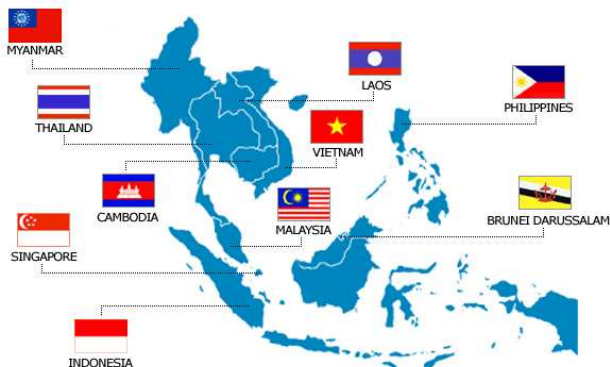 MYANMAR
LAOS
PHILIPPINES
THAILAND
VIETNAM
CAMBODIA
MALAYSIA
BRUNEI DARUSSALAM
SINGAPORE
INDONESIA